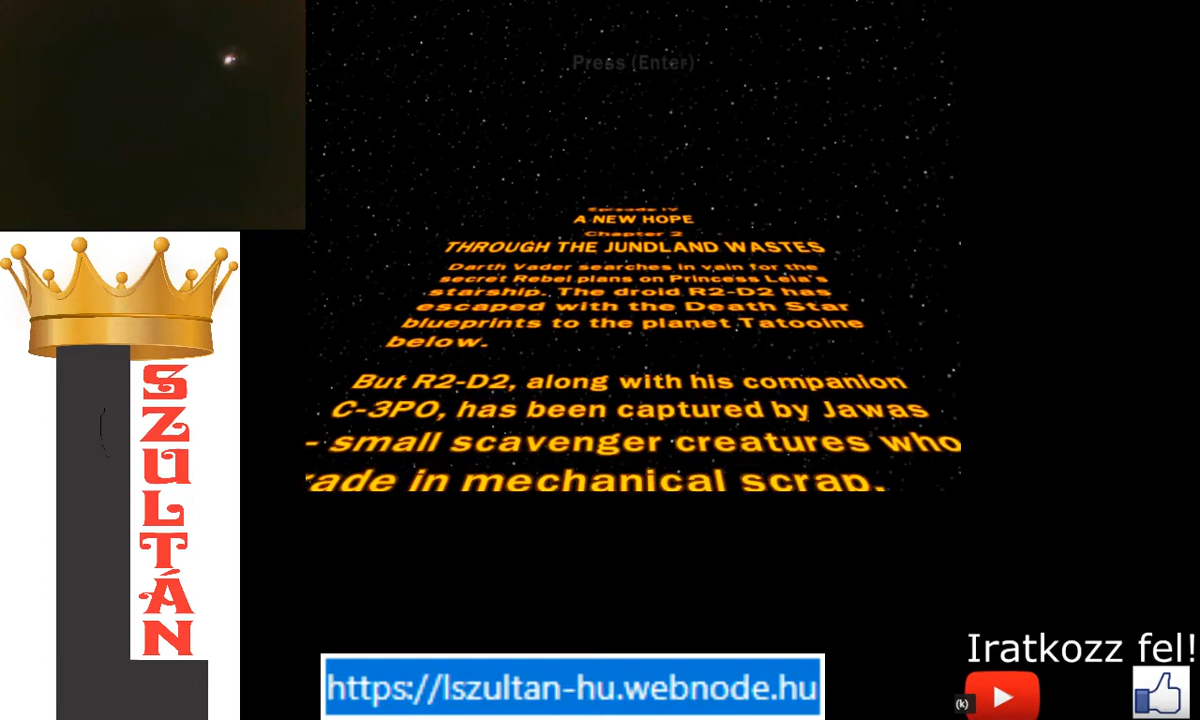 Press (Enter)
Episode IV
A NEW HOPE
Chapter 2
THROUGH THE JUNDLAND WASTES
Darth Vader searches in vain for the
secret Rebel plans on Princess Leia's
starship. The droid R2-D2 has
escaped with the Death Star
blueprints to the planet Tatooine
below.
But R2-D2, along with his companion
C-3PO, has been captured by Jawas
- small scavenger creatures who
rade in mechanical scrap.
L
SZULTÁN
https://lszultan-hu.webnode.hu
Iratkozz fel!
(k)